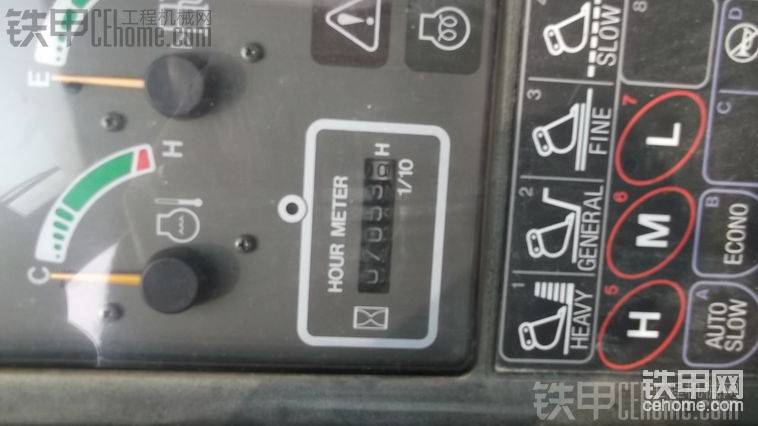 铁甲 工程机械网
CEhome.com
E
H
C
HOUR METER
H
1/10
4
SLOW
3
FINE
2
GENERAL
1
HEAVY
8
7
L
6
M
5
H
D
C
B
ECONO
A
AUTO
SLOW
铁甲网
cehome.com